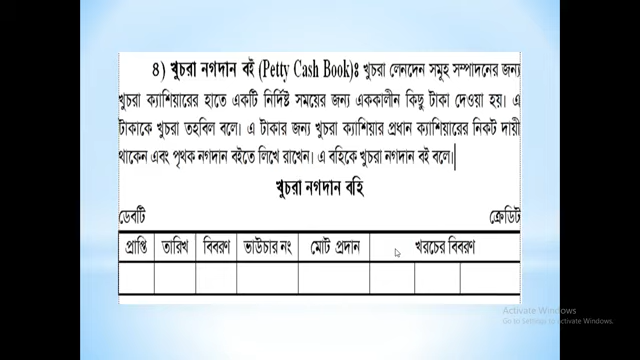 ৪) খুচরা নগদান বই (Petty Cash Book)ঃ খুচরা লেনদেন সমূহ সম্পাদনের জন্য
খুচরা ক্যাশিয়ারের হাতে একটি নির্দিষ্ট সময়ের জন্য এককালীন কিছু টাকা দেওয়া হয়। এ
টাকাকে খুচরা তহবিল বলে। এ টাকার জন্য খুচরা ক্যাশিয়ার প্রধান ক্যাশিয়ারের নিকট দায়ী
থাকেন এবং পৃথক নগদান বইতে লিখে রাখেন। এ বহিকে খুচরা নগদান বই বলে।
খুচরা নগদান বহি
ডেবটি ক্রেডিট
প্রাপ্তি তারিখ বিবরণ ভাউচার নং মোট প্রদান খরচের বিবরণ
Activate Windows
Go to Settings to activate Windows.